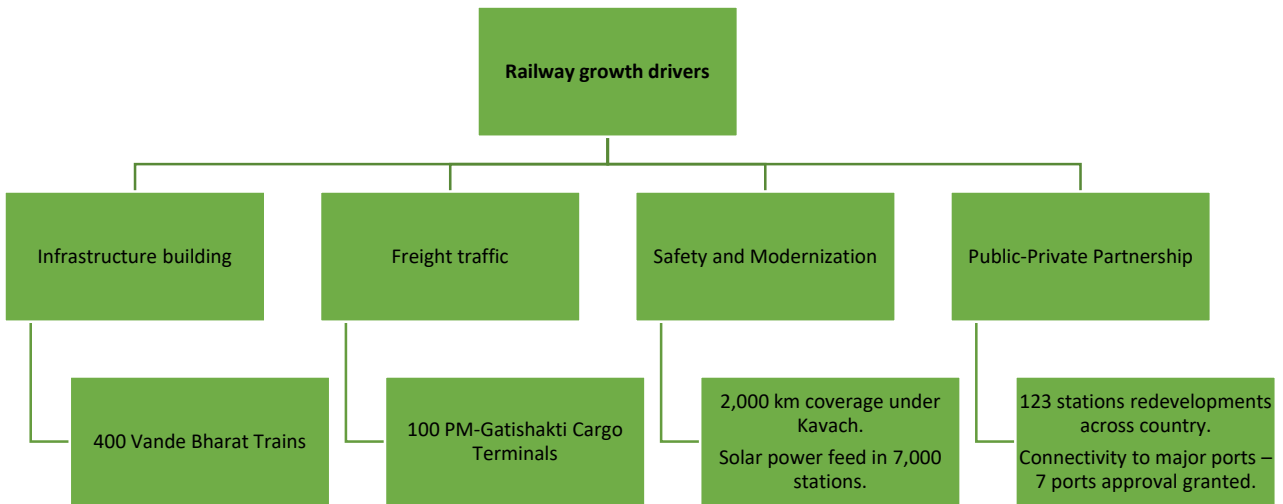 Railway growth drivers
Infrastructure building
Freight traffic
Safety and Modernization
Public-Private Partnership
400 Vande Bharat Trains
100 PM-Gatishakti Cargo
Terminals
2,000 km coverage under
Kavach.
Solar power feed in 7,000
stations.
123 stations redevelopments
across country.
Connectivity to major ports –
7 ports approval granted.